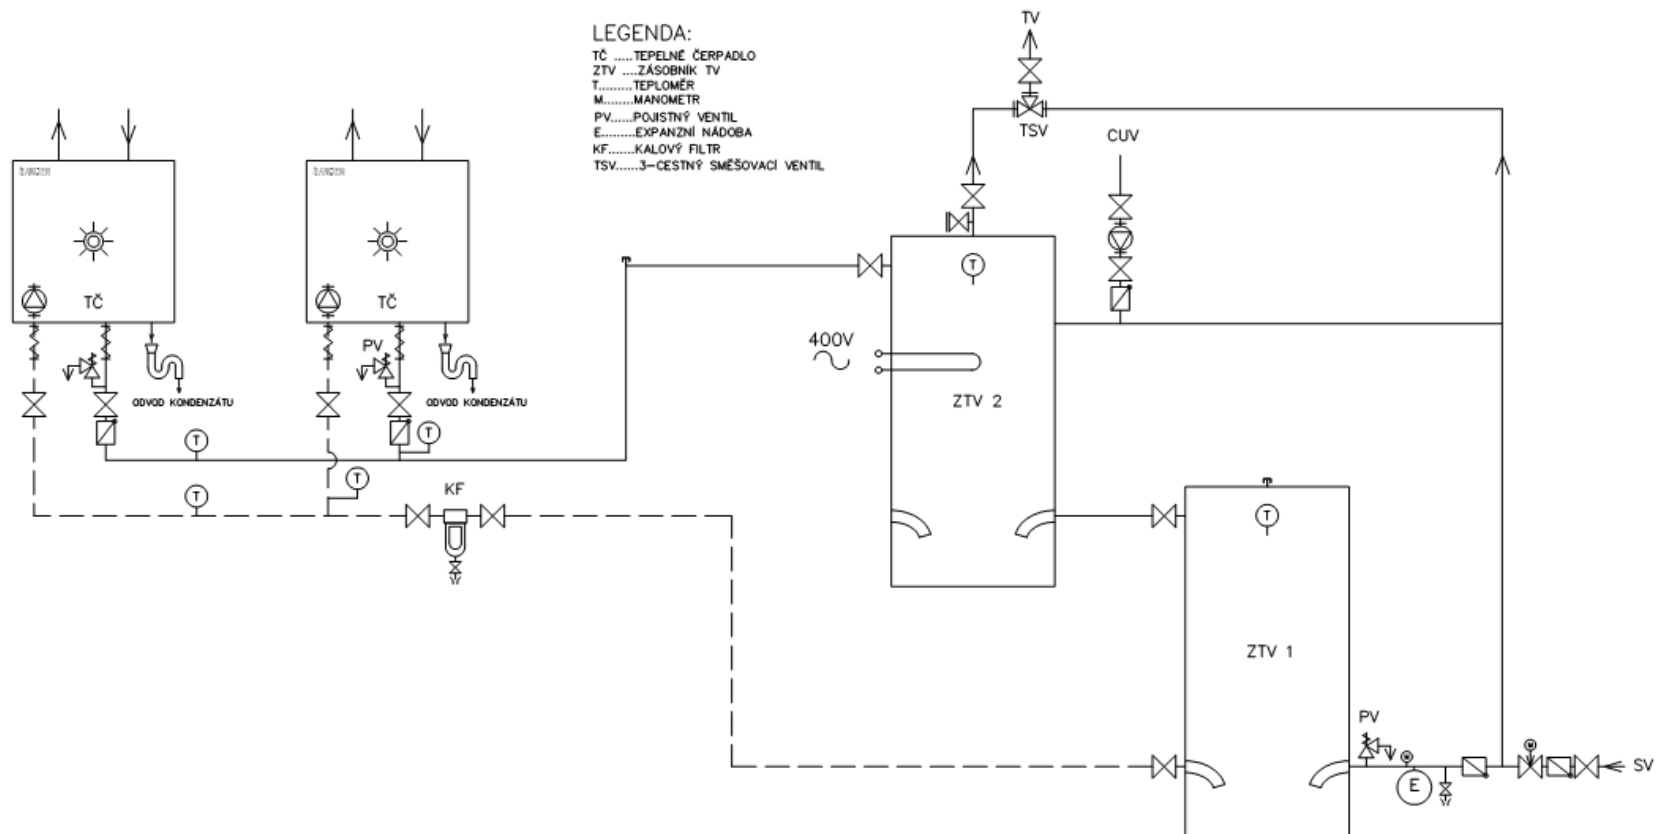 LEGENDA:
TČ .....TEPELNÉ ČERPADLO
ZTV ....ZÁSOBNÍK TV
T.........TEPLOMĚR
M........MANOMETR
PV......POJISTNÝ VENTIL
E.........EXPANZNÍ NÁDOBA
KF.......KALOVÝ FILTR
TSV......3-CESTNÝ SMĚŠOVACÍ VENTIL
TV
TSV
CUV
TČ
TČ
PV
ODVOD KONDENZÁTU
ODVOD KONDENZÁTU
T
T
T
T
KF
T
400V
ZTV 2
T
ZTV 1
PV
M
E
M
SV